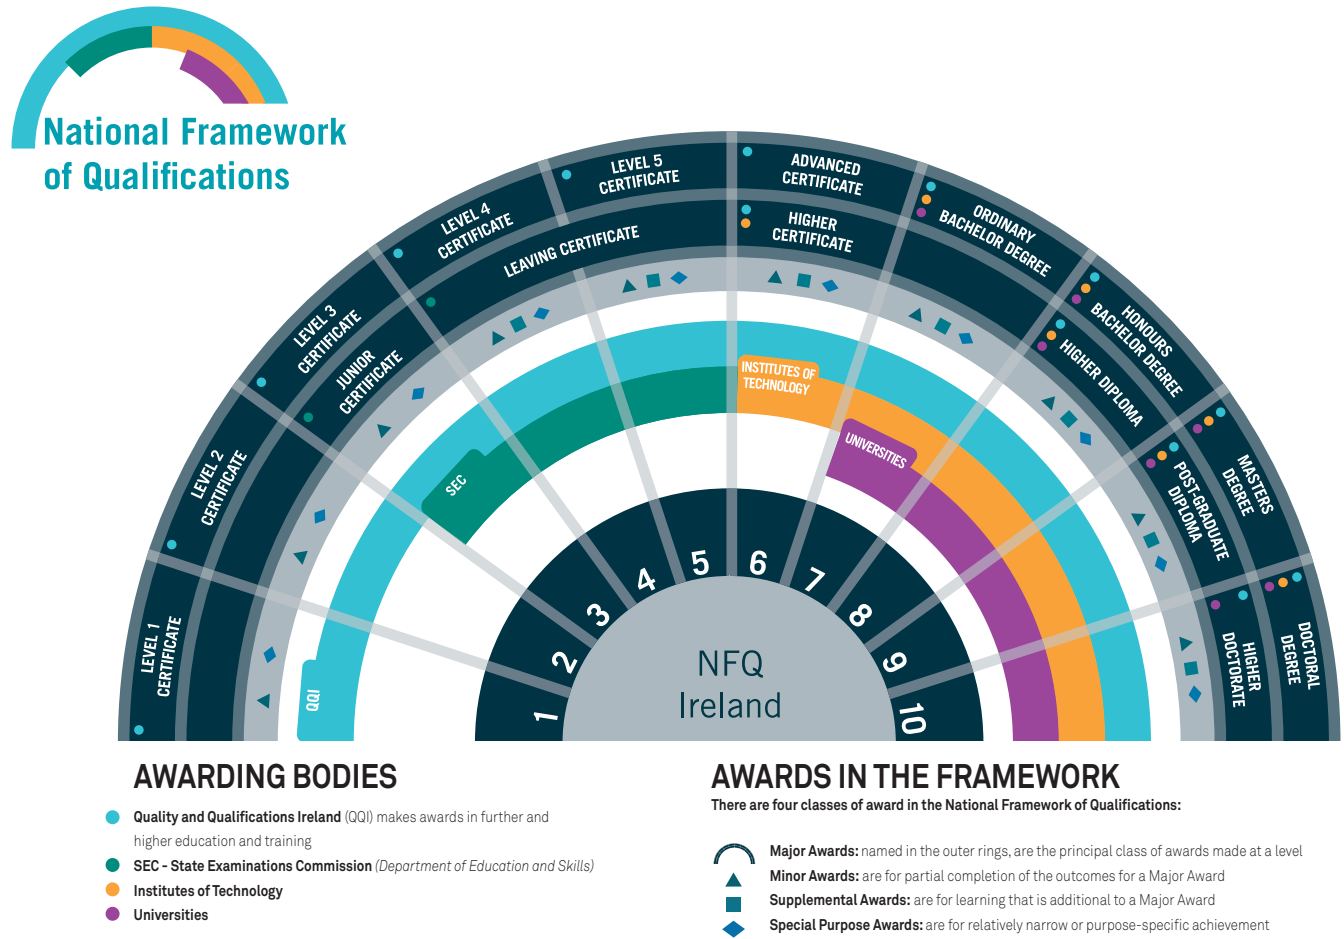 National Framework
of Qualifications
LEVEL 1
CERTIFICATE
LEVEL 2
CERTIFICATE
LEVEL 3
CERTIFICATE
LEVEL 4
CERTIFICATE
LEVEL 5
CERTIFICATE
ADVANCED
CERTIFICATE
ORDINARY
BACHELOR DEGREE
HONOURS
BACHELOR DEGREE
MASTERS
DEGREE
DOCTORAL
DEGREE
JUNIOR
CERTIFICATE
LEAVING CERTIFICATE
HIGHER
CERTIFICATE
HIGHER DIPLOMA
POST-GRADUATE
DIPLOMA
HIGHER
DOCTORATE
QQI
SEC
INSTITUTES OF
TECHNOLOGY
UNIVERSITIES
1
2
3
4
5
6
7
8
9
10
NFQ
Ireland
AWARDING BODIES
Quality and Qualifications Ireland (QQI) makes awards in further and
higher education and training
SEC - State Examinations Commission (Department of Education and Skills)
Institutes of Technology
Universities
AWARDS IN THE FRAMEWORK
There are four classes of award in the National Framework of Qualifications:
Major Awards: named in the outer rings, are the principal class of awards made at a level
Minor Awards: are for partial completion of the outcomes for a Major Award
Supplemental Awards: are for learning that is additional to a Major Award
Special Purpose Awards: are for relatively narrow or purpose-specific achievement